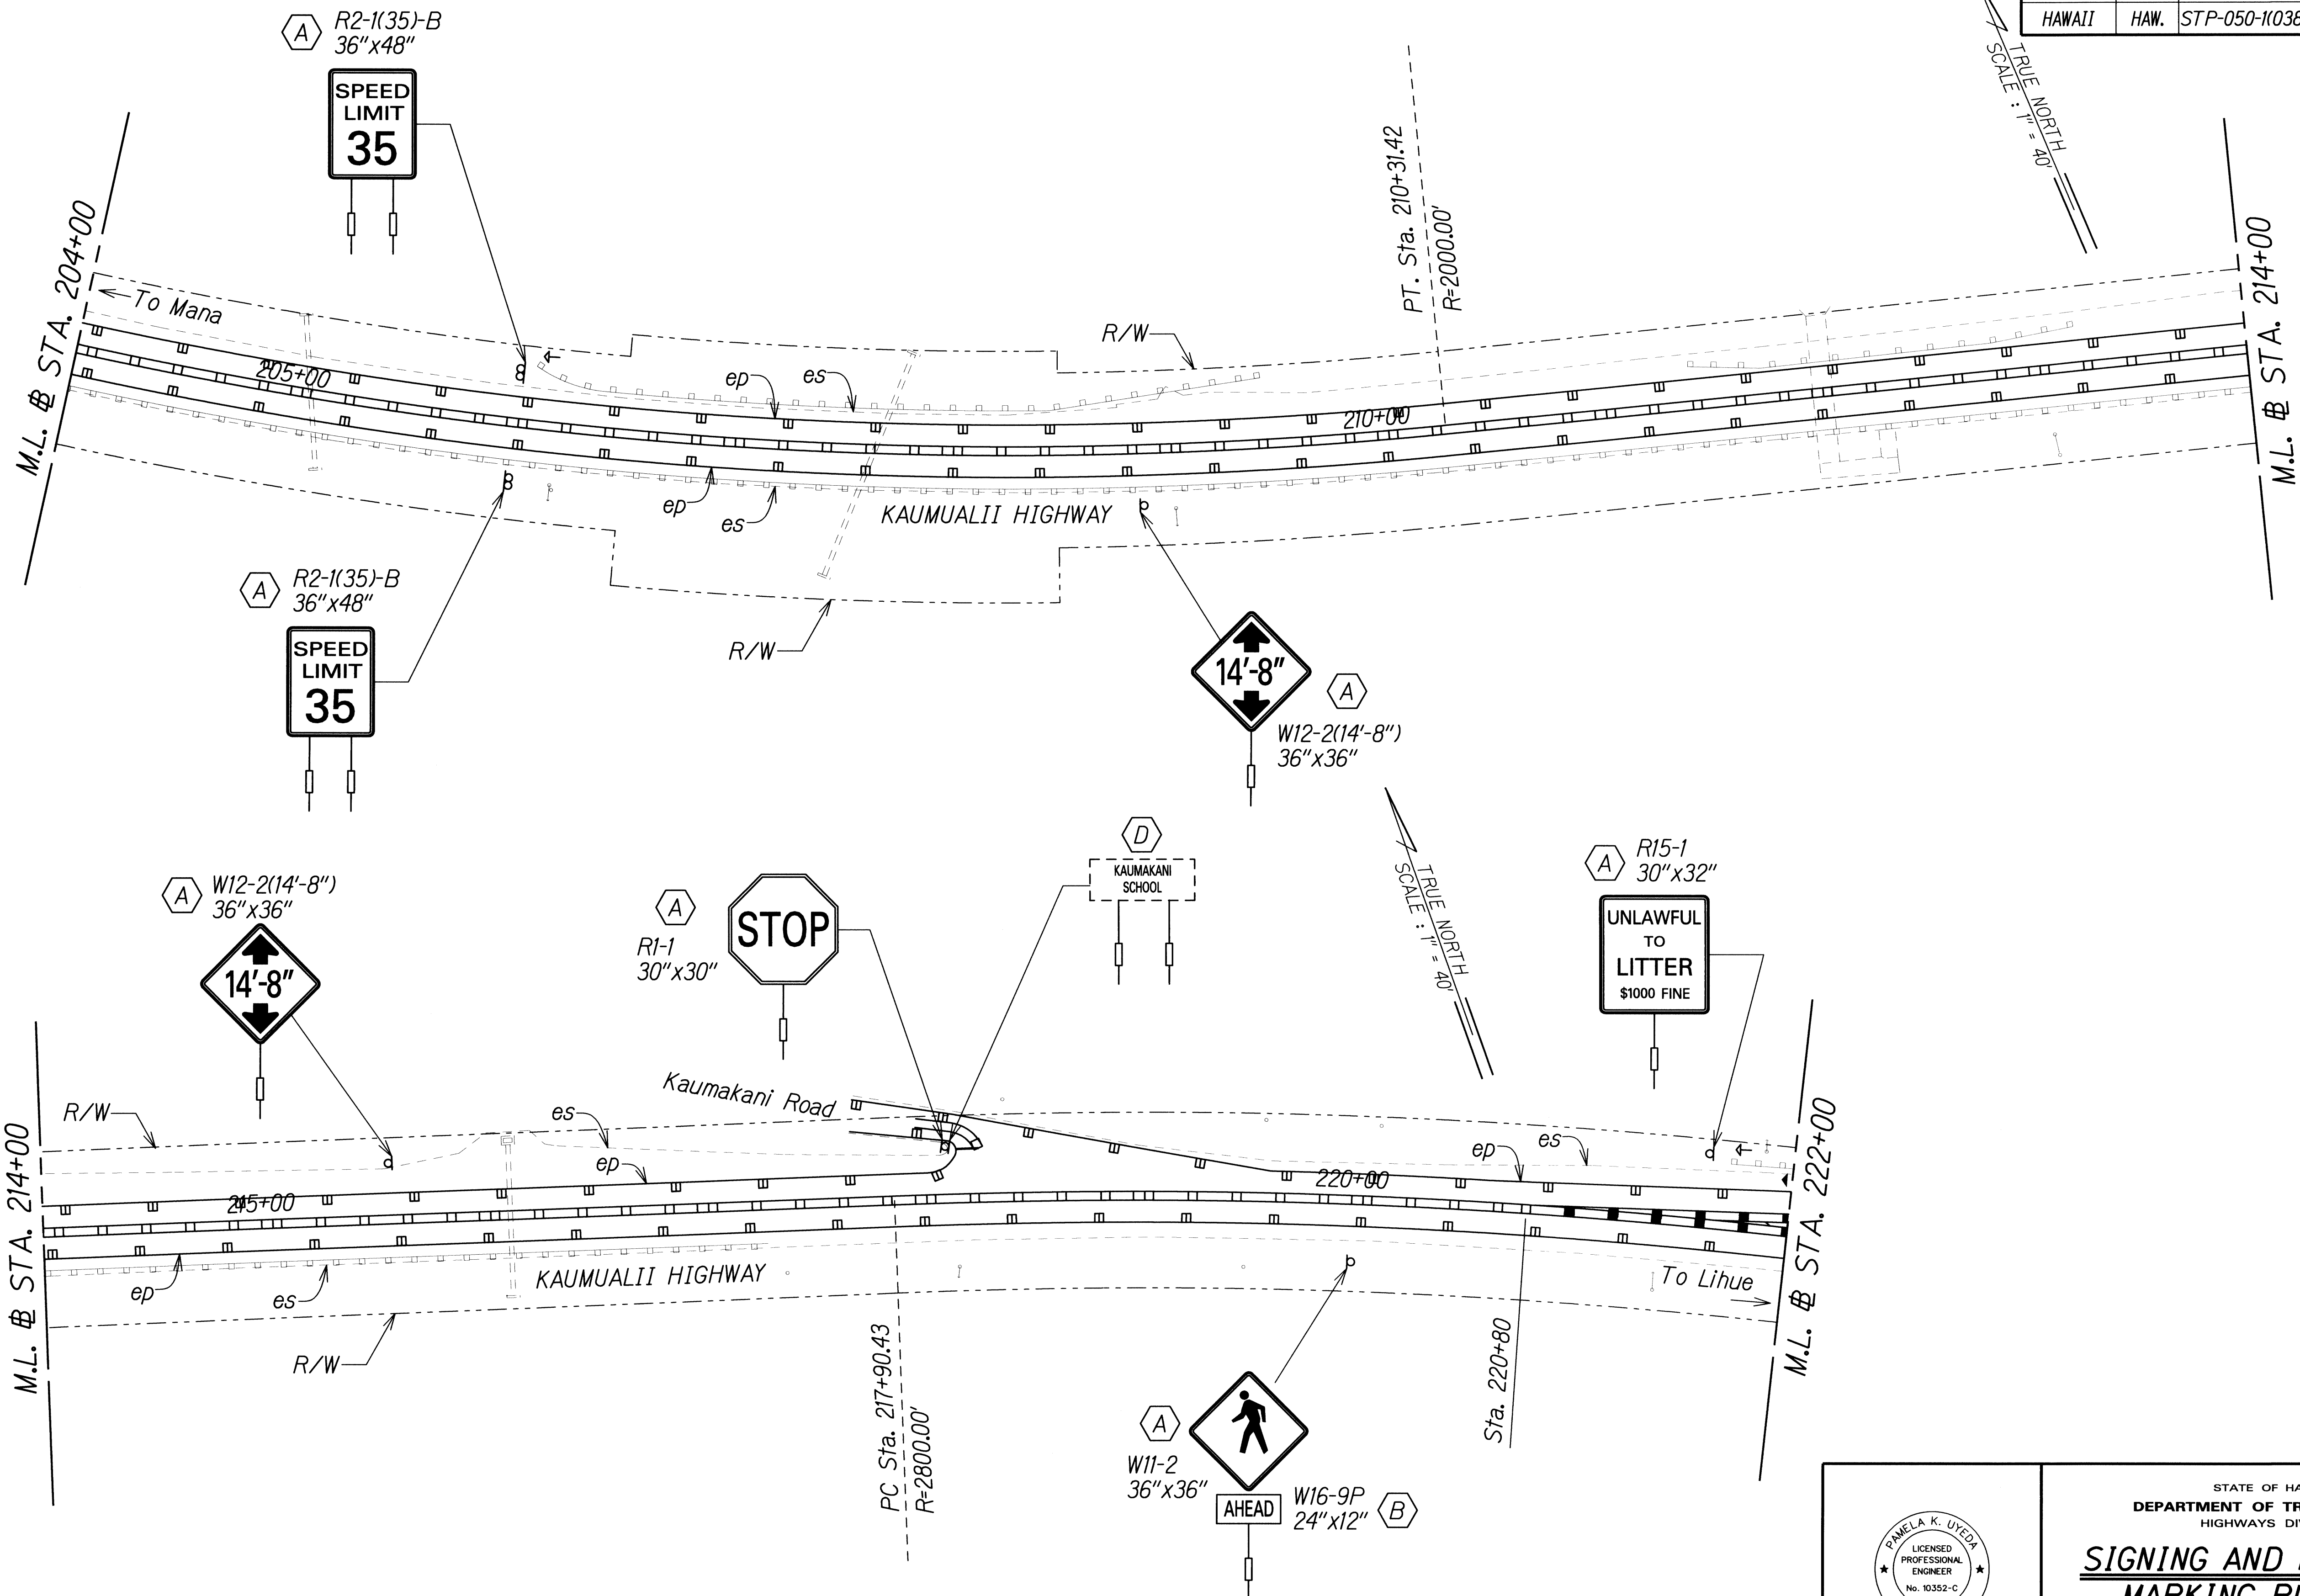 HAWAII HAW. STP-050-1(038
A R2-1(35)-B
36"x48"
SPEED
LIMIT
35
TRUE NORTH
SCALE : 1" = 40'
PT. Sta. 210+31.42
R=2000.00'
M.L. B STA. 204+00
To Mana
205+00
ep
es
R/W
210+00
M.L. B STA. 214+00
ep
es
KAUMUALII HIGHWAY
A R2-1(35)-B
36"x48"
SPEED
LIMIT
35
R/W
14'-8"
A
W12-2(14'-8")
36"x36"
A W12-2(14'-8")
36"x36"
14'-8"
A
R1-1
30"x30"
STOP
D
KAUMAKANI
SCHOOL
TRUE NORTH
SCALE : 1" = 40'
A R15-1
30"x32"
UNLAWFUL
TO
LITTER
$1000 FINE
M.L. B STA. 214+00
R/W
es
Kaumakani Road
ep
215+00
220+00
ep
es
M.L. B STA. 222+00
ep
es
KAUMUALII HIGHWAY
To Lihue
R/W
PC Sta. 217+90.43
R=2800.00'
Sta. 220+80
A
W11-2
36"x36"
AHEAD
W16-9P
24"x12"
B
PAMELA K. UYEDA
LICENSED
PROFESSIONAL
ENGINEER
No. 10352-C
STATE OF HA
DEPARTMENT OF TR
HIGHWAYS DI
SIGNING AND